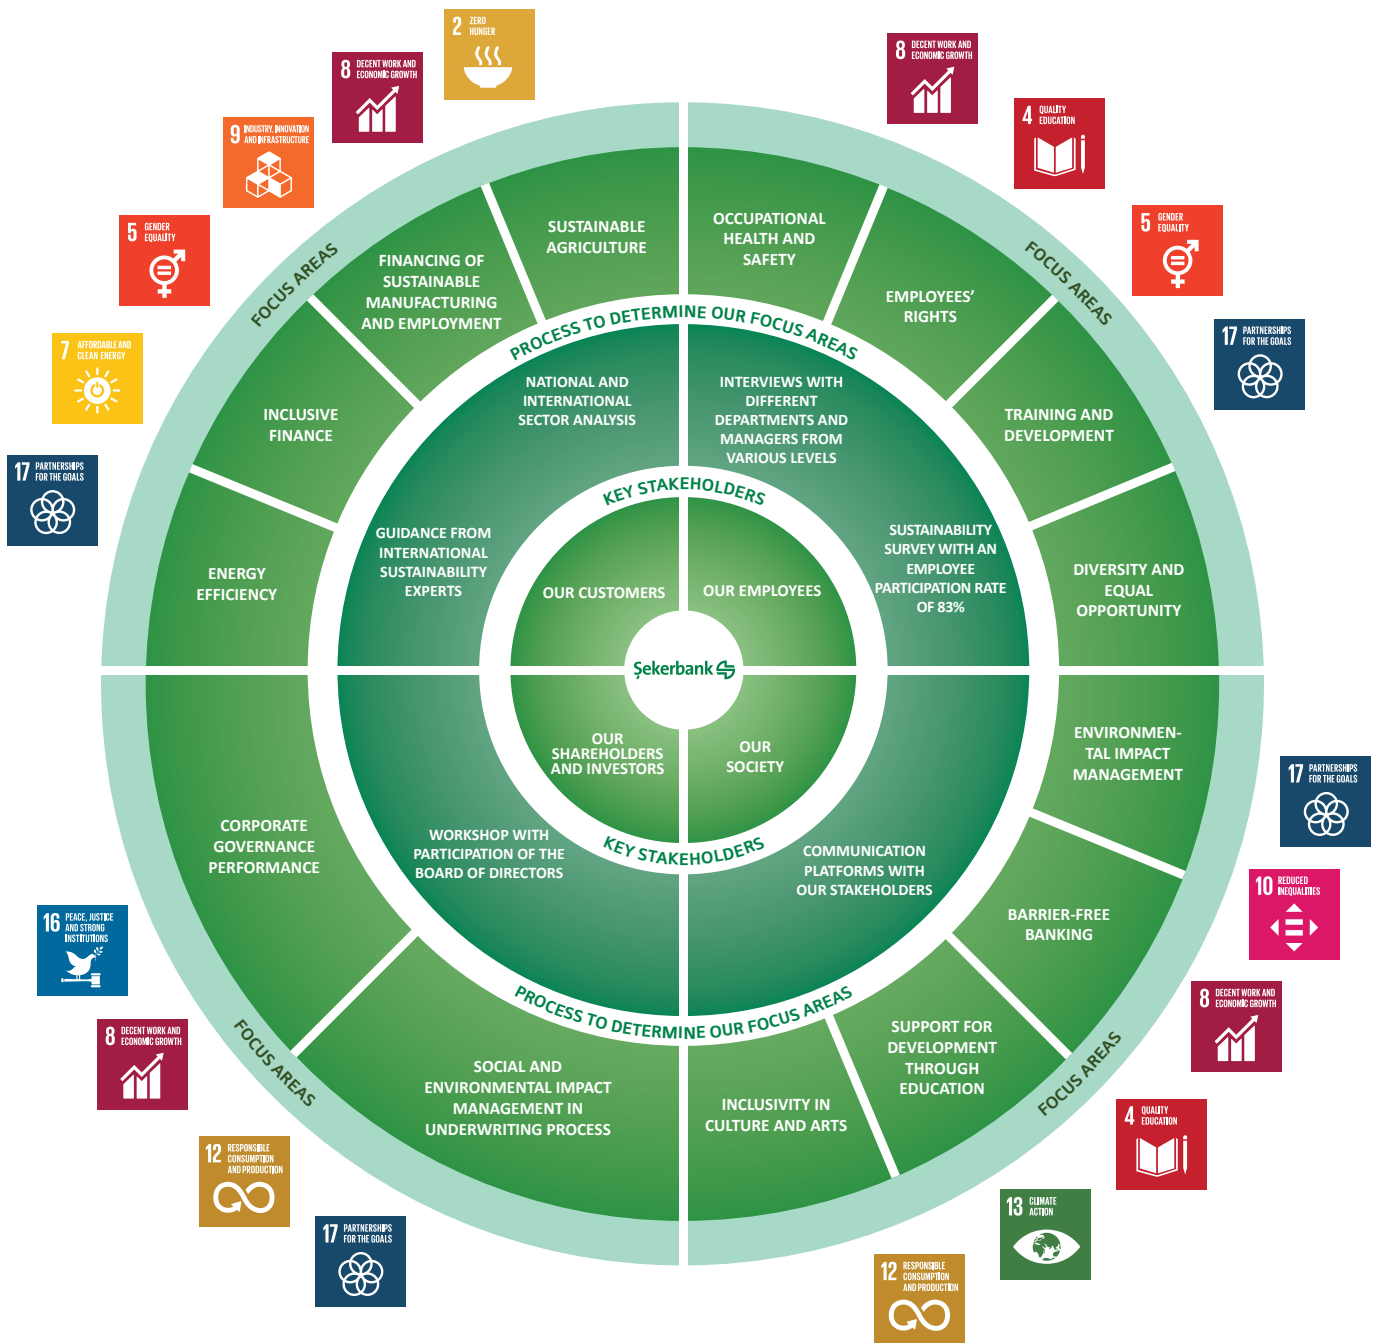 2 ZERO
HUNGER
8 DECENT WORK AND
ECONOMIC GROWTH
9 INDUSTRY, INNOVATION
AND INFRASTRUCTURE
5 GENDER
EQUALITY
7 AFFORDABLE AND
CLEAN ENERGY
17 PARTNERSHIPS
FOR THE GOALS
8 DECENT WORK AND
ECONOMIC GROWTH
4 QUALITY
EDUCATION
5 GENDER
EQUALITY
17 PARTNERSHIPS
FOR THE GOALS
FOCUS AREAS
FOCUS AREAS
SUSTAINABLE
AGRICULTURE
FINANCING OF
SUSTAINABLE
MANUFACTURING
AND EMPLOYMENT
INCLUSIVE
FINANCE
ENERGY
EFFICIENCY
OCCUPATIONAL
HEALTH AND
SAFETY
EMPLOYEES'
RIGHTS
TRAINING AND
DEVELOPMENT
DIVERSITY AND
EQUAL
OPPORTUNITY
PROCESS TO DETERMINE OUR FOCUS AREAS
NATIONAL AND
INTERNATIONAL
SECTOR ANALYSIS
GUIDANCE FROM
INTERNATIONAL
SUSTAINABILITY
EXPERTS
INTERVIEWS WITH
DIFFERENT
DEPARTMENTS AND
MANAGERS FROM
VARIOUS LEVELS
SUSTAINABILITY
SURVEY WITH AN
EMPLOYEE
PARTICIPATION RATE
OF 83%
KEY STAKEHOLDERS
OUR CUSTOMERS
OUR EMPLOYEES
Şekerbank
OUR
SHAREHOLDERS
AND INVESTORS
OUR
SOCIETY
KEY STAKEHOLDERS
WORKSHOP WITH
PARTICIPATION OF THE
BOARD OF DIRECTORS
COMMUNICATION
PLATFORMS WITH
OUR STAKEHOLDERS
PROCESS TO DETERMINE OUR FOCUS AREAS
CORPORATE
GOVERNANCE
PERFORMANCE
SOCIAL AND
ENVIRONMENTAL IMPACT
MANAGEMENT IN
UNDERWRITING PROCESS
ENVIRONMEN-
TAL IMPACT
MANAGEMENT
BARRIER-FREE
BANKING
SUPPORT FOR
DEVELOPMENT
THROUGH
EDUCATION
INCLUSIVITY IN
CULTURE AND ARTS
FOCUS AREAS
FOCUS AREAS
16 PEACE, JUSTICE
AND STRONG
INSTITUTIONS
8 DECENT WORK AND
ECONOMIC GROWTH
12 RESPONSIBLE
CONSUMPTION
AND PRODUCTION
17 PARTNERSHIPS
FOR THE GOALS
17 PARTNERSHIPS
FOR THE GOALS
10 REDUCED
INEQUALITIES
8 DECENT WORK AND
ECONOMIC GROWTH
4 QUALITY
EDUCATION
13 CLIMATE
ACTION
12 RESPONSIBLE
CONSUMPTION
AND PRODUCTION